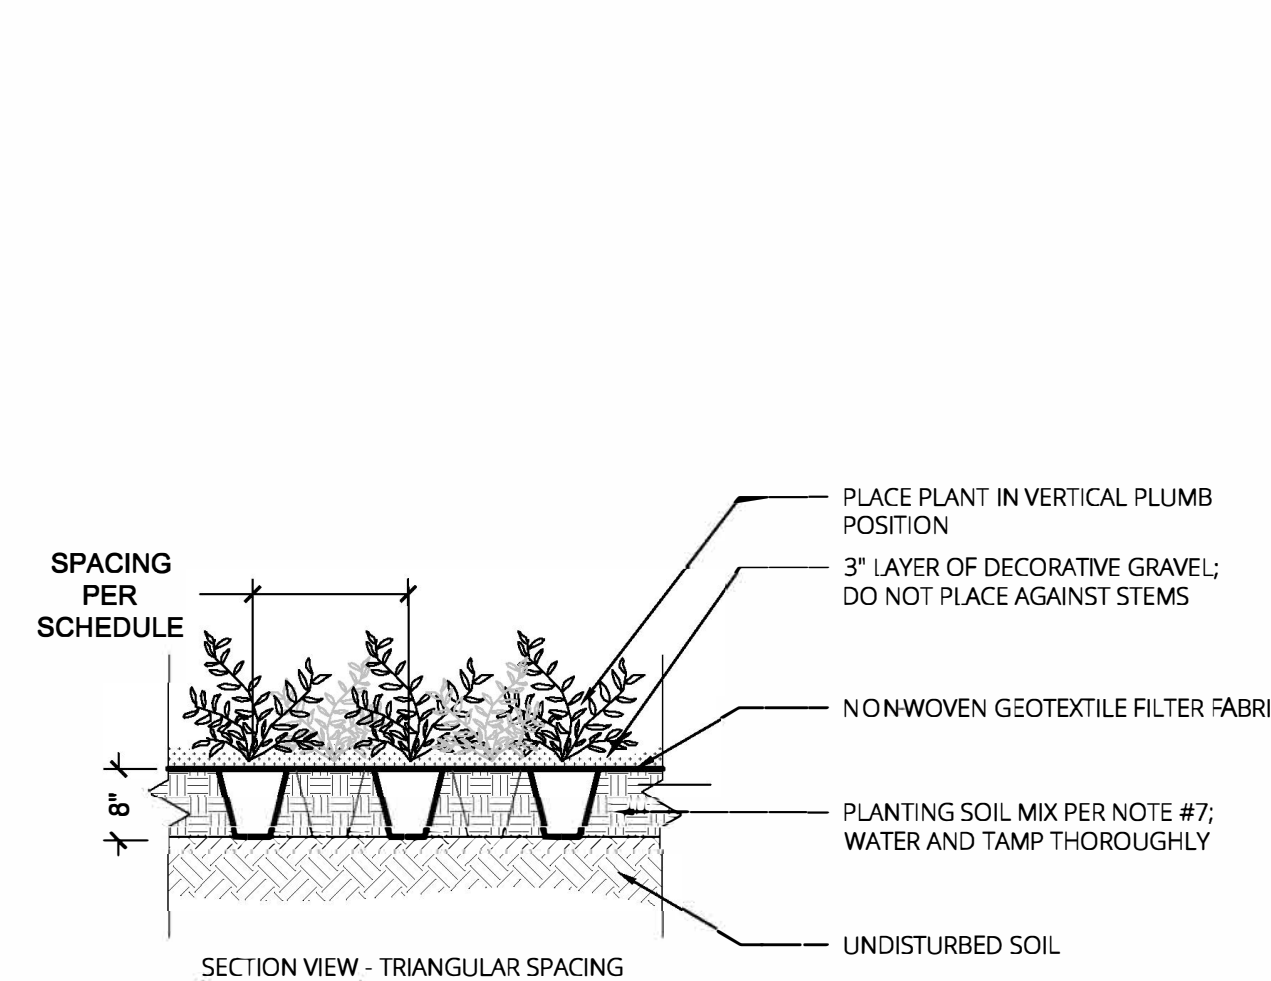 PLACE PLANT IN VERTICAL PLUMB
POSITION
3" LAYER OF DECORATIVE GRAVEL;
DO NOT PLACE AGAINST STEMS
SPACING
PER
SCHEDULE
NON-WOVEN GEOTEXTILE FILTER FABRI
8"
PLANTING SOIL MIX PER NOTE #7;
WATER AND TAMP THOROUGHLY
UNDISTURBED SOIL
SECTION VIEW - TRIANGULAR SPACING